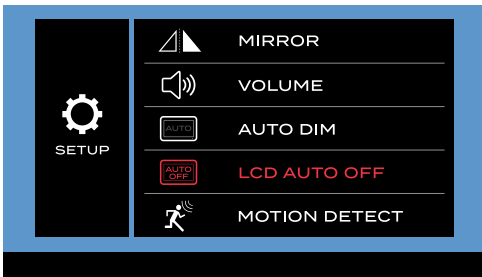 SETUP
MIRROR
VOLUME
AUTO
AUTO DIM
AUTO
OFF
LCD AUTO OFF
MOTION DETECT